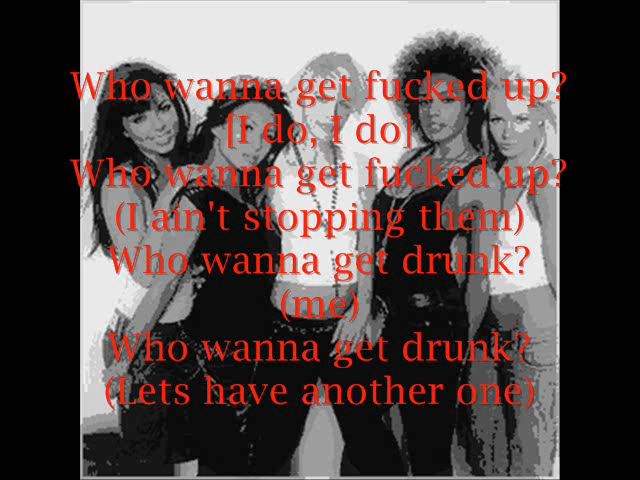 Who wanna get fucked up?
[I do, I do]
Who wanna get fucked up?
(I ain't stopping them)
Who wanna get drunk?
(me)
Who wanna get drunk?
(Lets have another one)